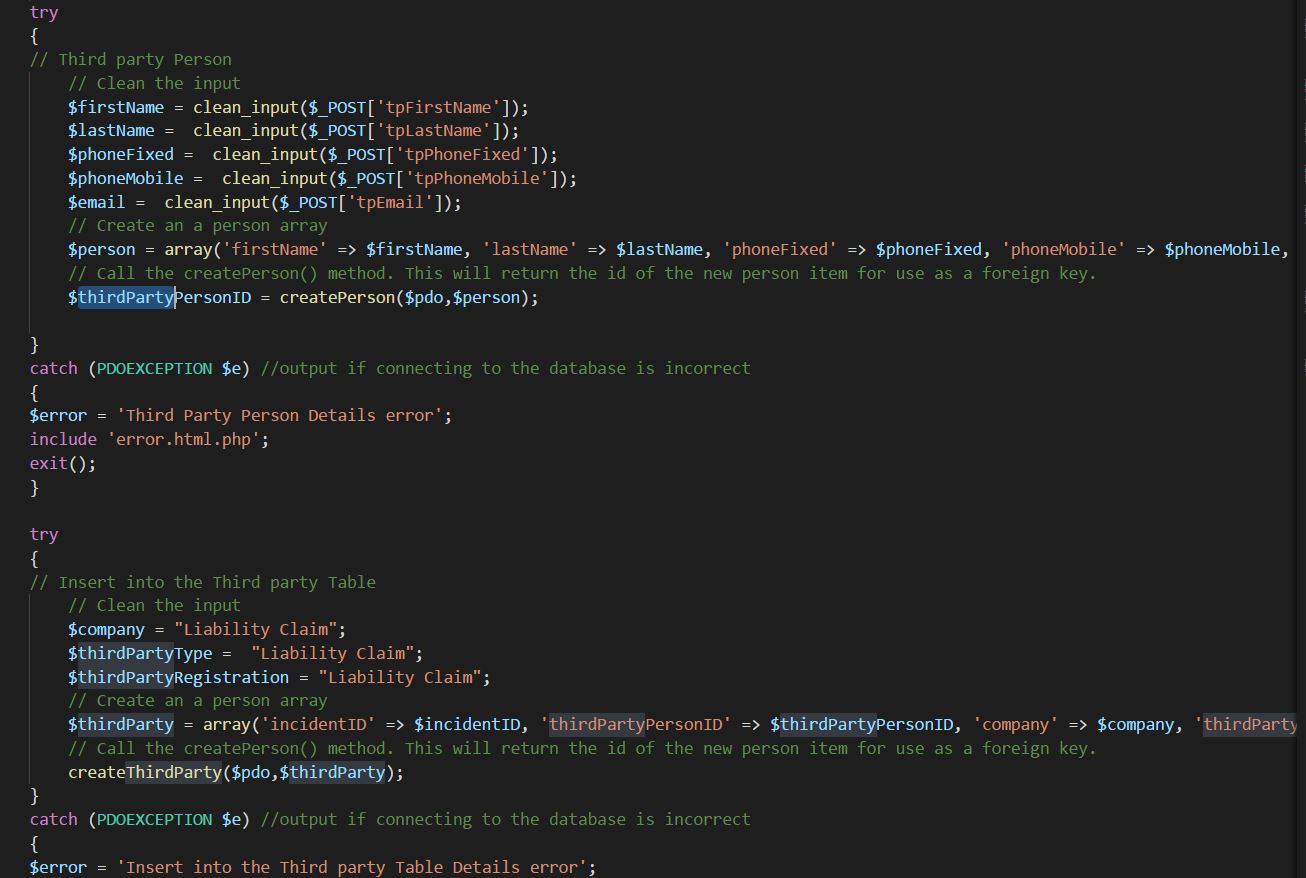 try
{
// Third party Person
// Clean the input
$firstName = clean_input($_POST['tpFirstName']);
$lastName =  clean_input($_POST['tpLastName']);
$phoneFixed =  clean_input($_POST['tpPhoneFixed']);
$phoneMobile =  clean_input($_POST['tpPhoneMobile']);
$email =  clean_input($_POST['tpEmail']);
// Create an a person array
$person = array('firstName' => $firstName, 'lastName' => $lastName, 'phoneFixed' => $phoneFixed, 'phoneMobile' => $phoneMobile,
// Call the createPerson() method. This will return the id of the new person item for use as a foreign key.
$thirdPartyPersonID = createPerson($pdo,$person);
}
catch (PDOEXCEPTION $e) //output if connecting to the database is incorrect
{
$error = 'Third Party Person Details error';
include 'error.html.php';
exit();
}
try
{
// Insert into the Third party Table
// Clean the input
$company = "Liability Claim";
$thirdPartyType =  "Liability Claim";
$thirdPartyRegistration = "Liability Claim";
// Create an a person array
$thirdParty = array('incidentID' => $incidentID, 'thirdPartyPersonID' => $thirdPartyPersonID, 'company' => $company, 'thirdParty
// Call the createPerson() method. This will return the id of the new person item for use as a foreign key.
createThirdParty($pdo,$thirdParty);
}
catch (PDOEXCEPTION $e) //output if connecting to the database is incorrect
{
$error = 'Insert into the Third party Table Details error';